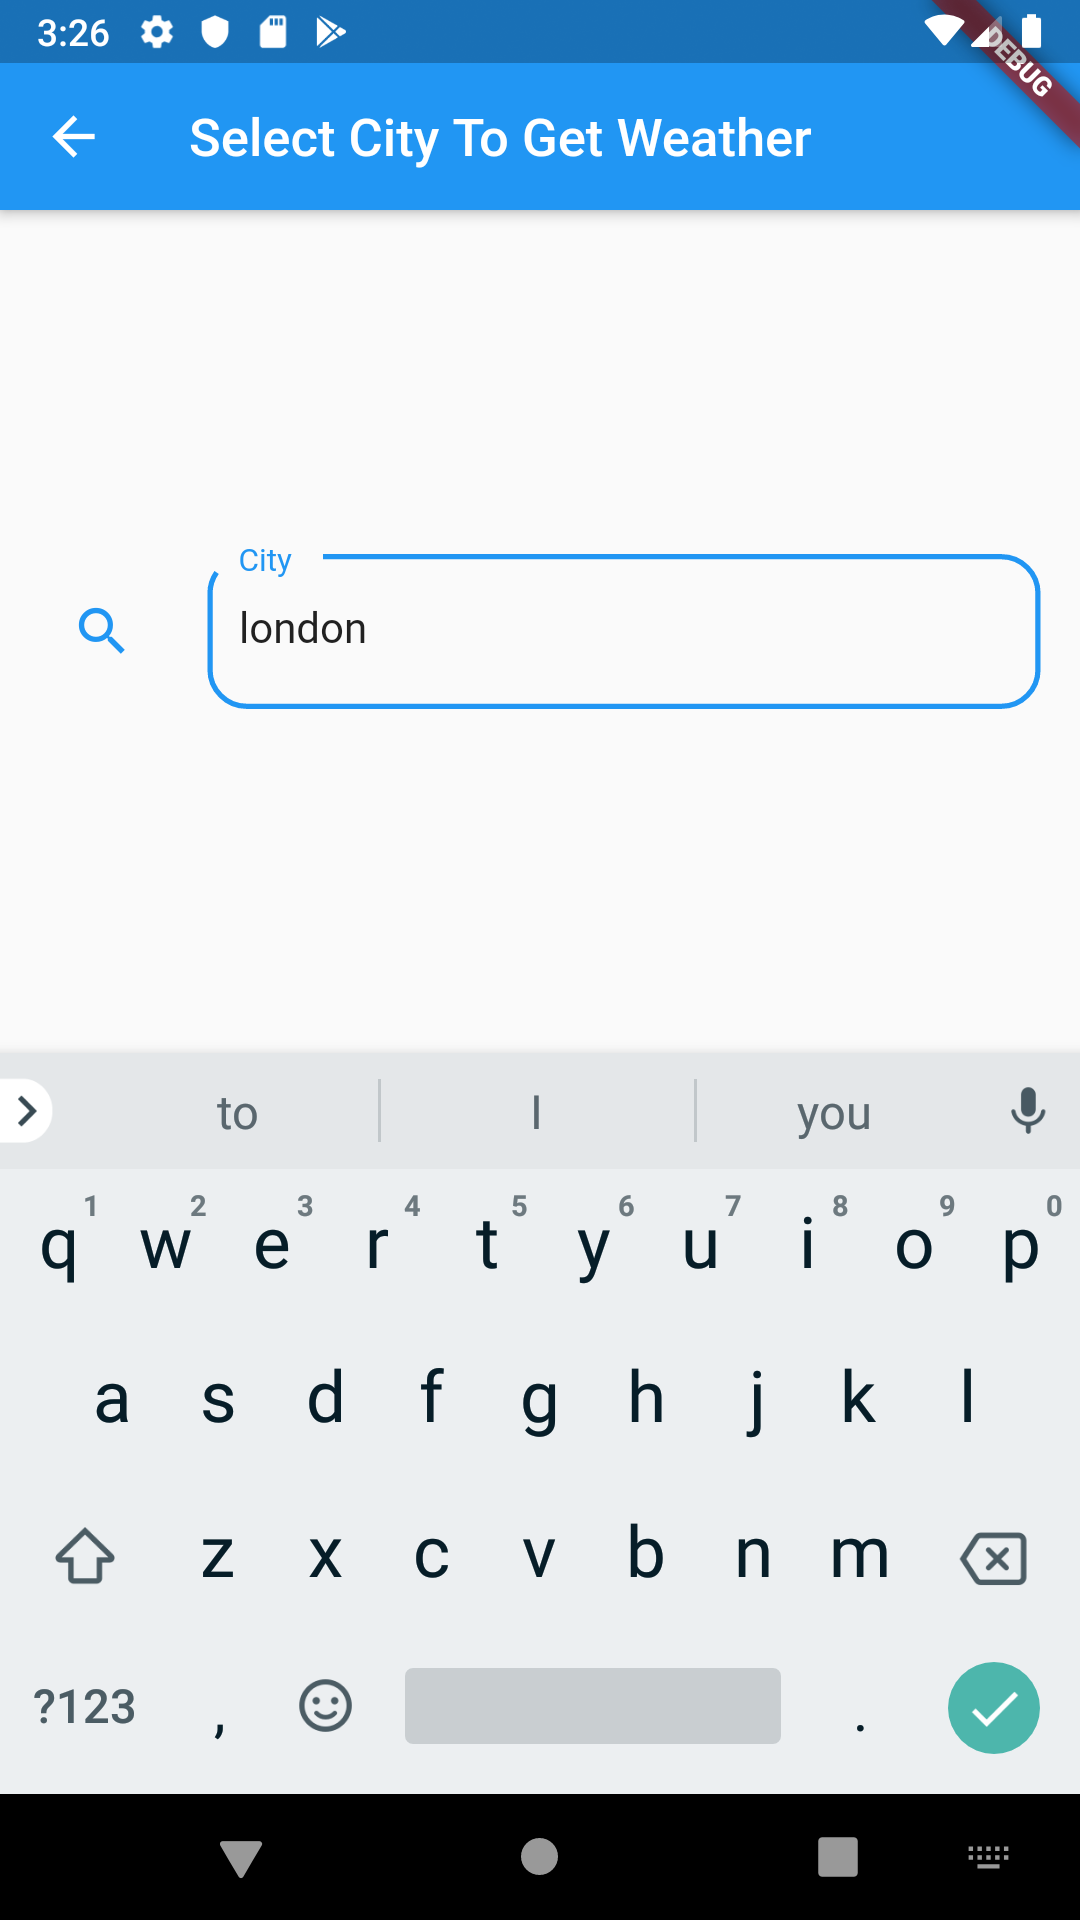 3:26
DEBUG
Select City To Get Weather
City
london
to I you
1 2 3 4 5 6 7 8 9 0
q w e r t y u i o p
a s d f g h j k l
z x c v b n m
?123 , .